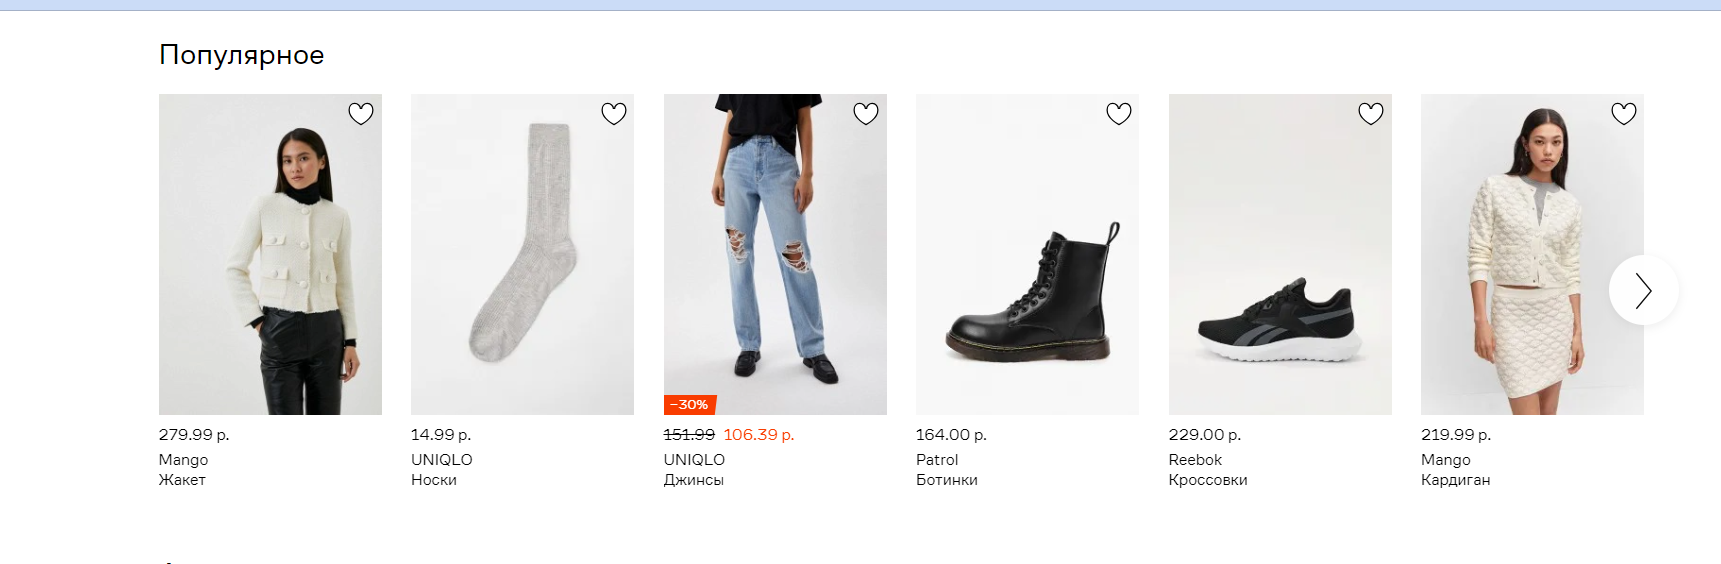 Популярное
−30%
279.99 р.
Mango
Жакет
14.99 р.
UNIQLO
Носки
151.99 106.39 р.
UNIQLO
Джинсы
164.00 р.
Patrol
Ботинки
229.00 р.
Reebok
Кроссовки
219.99 р.
Mango
Кардиган